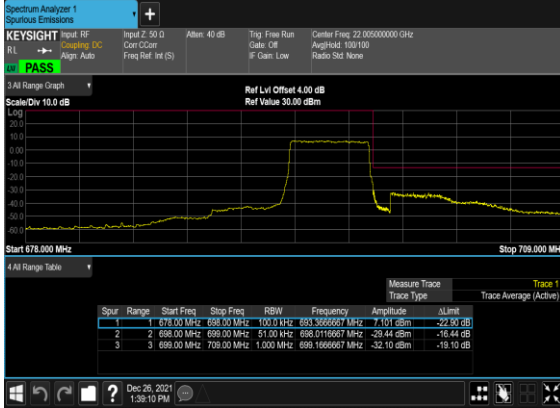 Spectrum Analyzer 1
Spurious Emissions
+
KEYSIGHT Input: RF Input Z: 50 Ω Atten: 40 dB Trig: Free Run Center Freq: 22.005000000 GHz
RL Coupling: DC Corr CCorr Gate: Off Avg|Hold: 100/100
Align: Auto Freq Ref: Int (S) IF Gain: Low Radio Std: None
LXI PASS
3 All Range Graph
Ref Lvl Offset 4.00 dB
Scale/Div 10.0 dB Ref Value 30.00 dBm
Log
20.0
10.0
0.00
-10.0
-20.0
-30.0
-40.0
-50.0
-60.0
Start 678.000 MHz Stop 709.000 MH
4 All Range Table
Measure Trace Trace 1
Trace Type Trace Average (Active)
Spur Range Start Freq Stop Freq RBW Frequency Amplitude ΔLimit
1 1 678.00 MHz 698.00 MHz 100.0 kHz 693.3666667 MHz 7.101 dBm -22.90 dB
2 2 698.00 MHz 699.00 MHz 51.00 kHz 698.0116667 MHz -29.44 dBm -16.44 dB
3 3 699.00 MHz 709.00 MHz 1.000 MHz 699.1666667 MHz -32.10 dBm -19.10 dB
?
Dec 26, 2021
1:39:10 PM